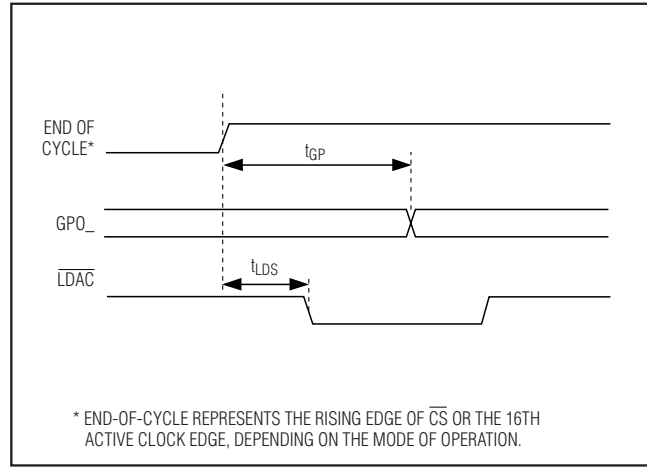 END OF
CYCLE*
tGP
GPO_
LDAC
tLDS
* END-OF-CYCLE REPRESENTS THE RISING EDGE OF CS OR THE 16TH
ACTIVE CLOCK EDGE, DEPENDING ON THE MODE OF OPERATION.